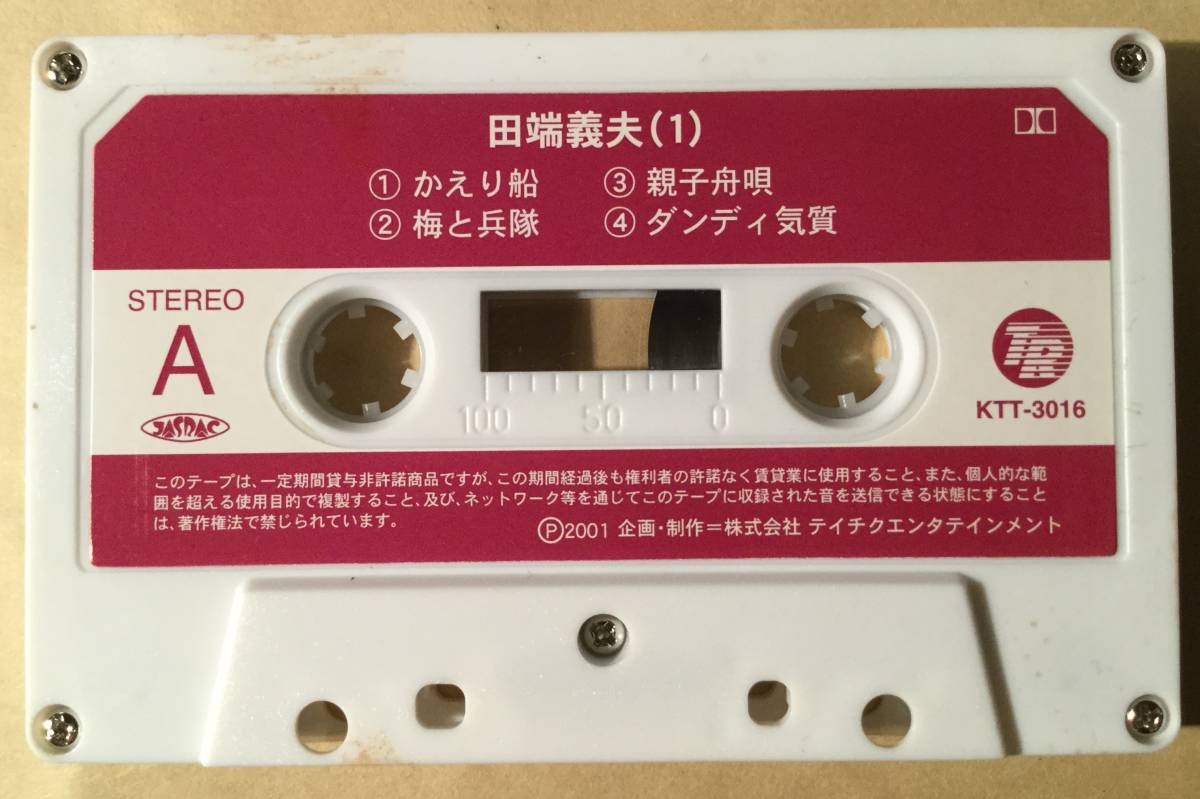 田端義夫(1)
① かえり船 ③ 親子舟唄
② 梅と兵隊 ④ ダンディ気質
STEREO
A
JASRAC
100 50 0
KTT-3016
このテープは、一定期間貸与非許諾商品ですが、この期間経過後も権利者の許諾なく賃貸業に使用すること、また、個人的な範
囲を超える使用目的で複製すること、及び、ネットワーク等を通じてこのテープに収録された音を送信できる状態にすること
は、著作権法で禁じられています。
Ⓟ2001 企画・制作=株式会社 テイチクエンタテインメント